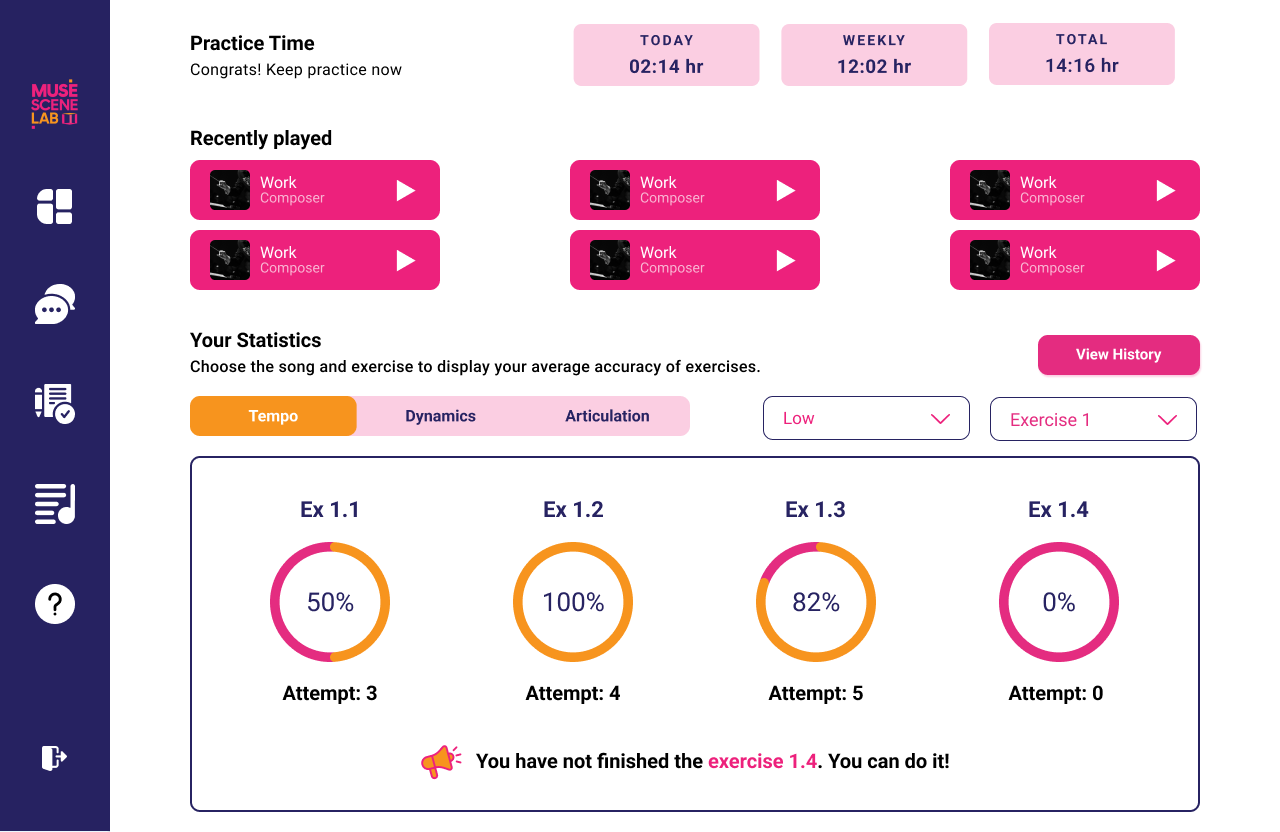 MUSE
SCENE
LAB
Practice Time
Congrats! Keep practice now
TODAY
02:14 hr
WEEKLY
12:02 hr
TOTAL
14:16 hr
Recently played
Work
Composer
Work
Composer
Work
Composer
Work
Composer
Work
Composer
Work
Composer
Your Statistics
Choose the song and exercise to display your average accuracy of exercises.
View History
Tempo
Dynamics
Articulation
Low
Exercise 1
Ex 1.1
Ex 1.2
Ex 1.3
Ex 1.4
50%
100%
82%
0%
Attempt: 3
Attempt: 4
Attempt: 5
Attempt: 0
You have not finished the exercise 1.4. You can do it!
?